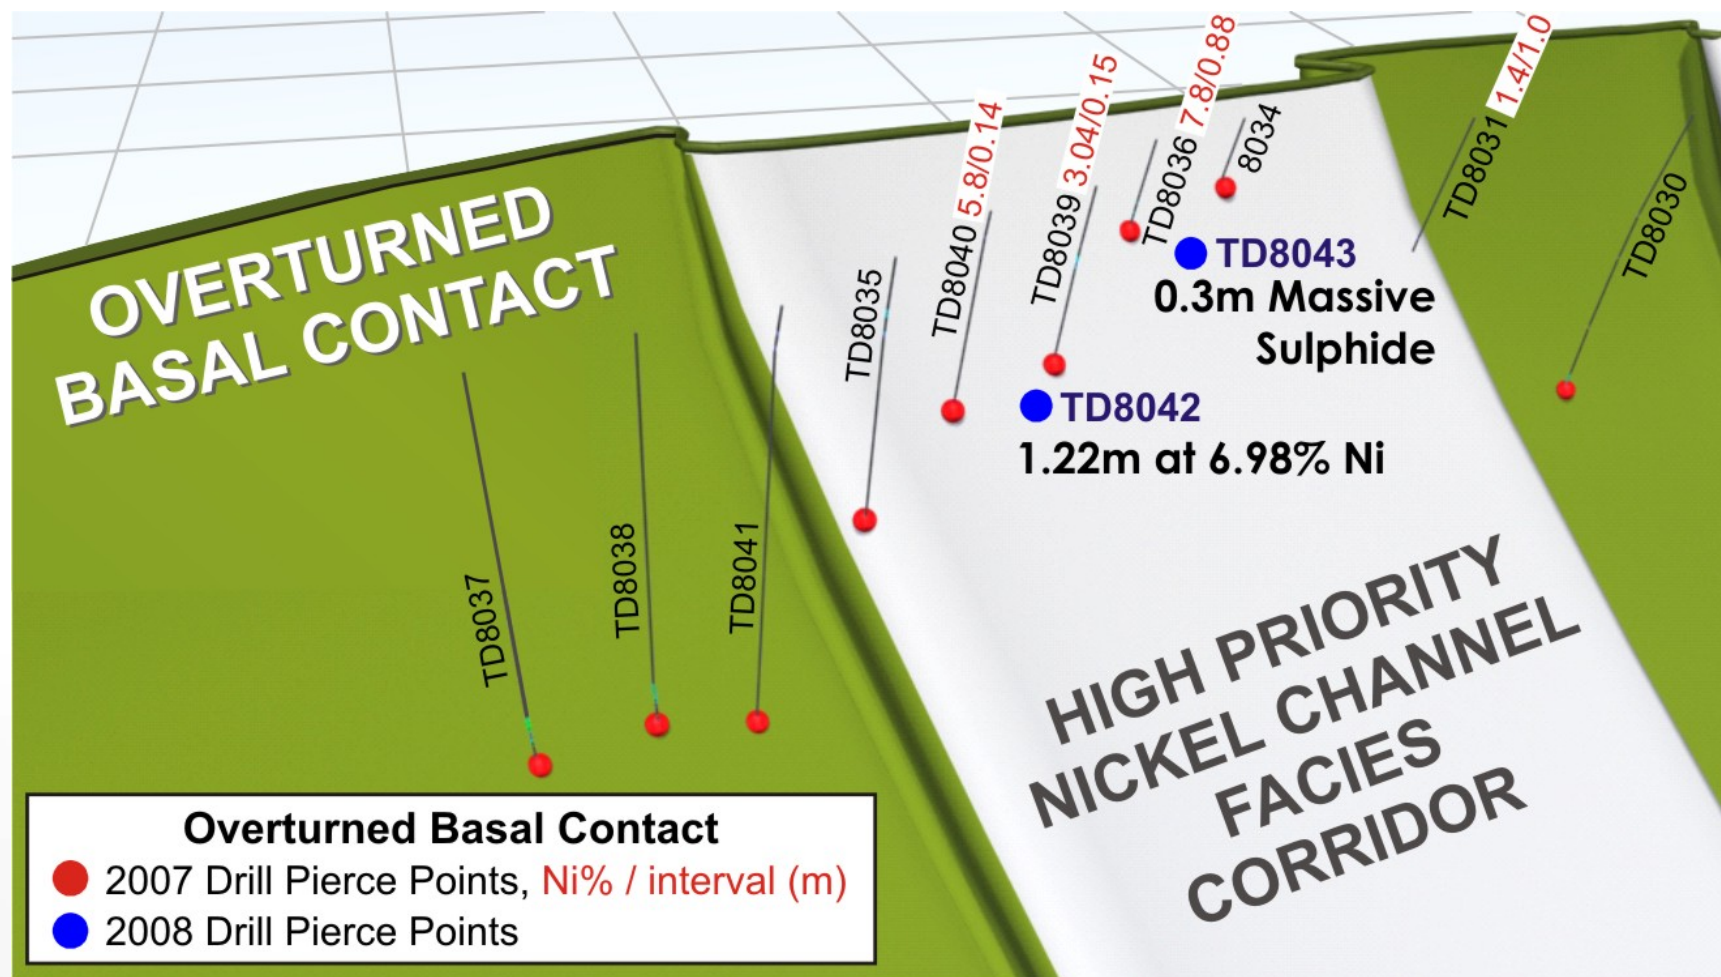 OVERTURNED
BASAL CONTACT
TD8037
TD8038
TD8041
TD8035
TD8040 5.8/0.14
TD8039 3.04/0.15
TD8036 7.8/0.88
8034
TD8031 1.4/1.0
TD8030
TD8043
0.3m Massive
Sulphide
TD8042
1.22m at 6.98% Ni
HIGH PRIORITY
NICKEL CHANNEL
FACIES
CORRIDOR
Overturned Basal Contact
2007 Drill Pierce Points, Ni% / interval (m)
2008 Drill Pierce Points